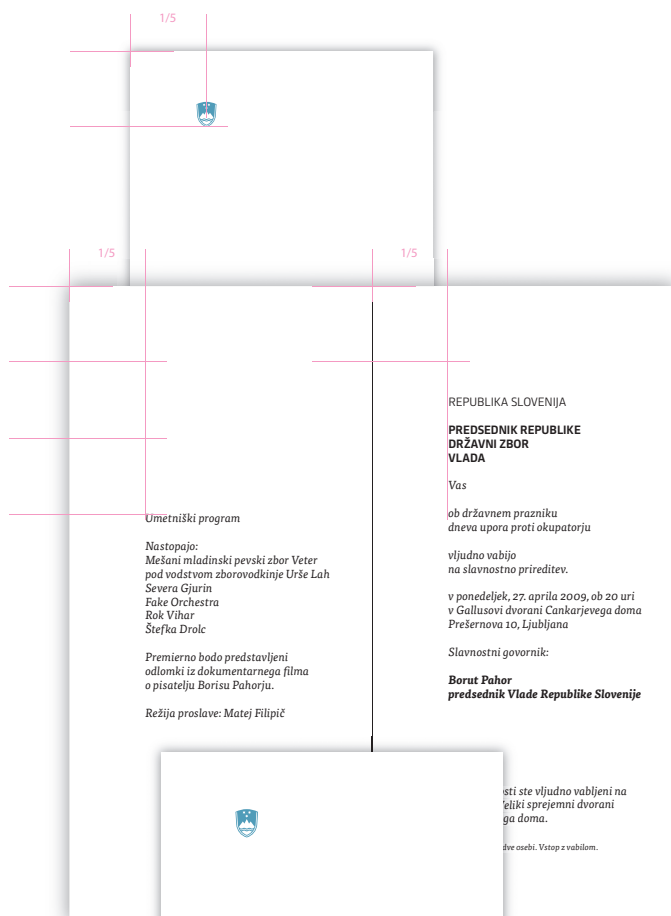 1/5
1/5
1/5
Umetniški program
Nastopajo:
Mešani mladinski pevski zbor Veter
pod vodstvom zborovodkinje Urše Lah
Severa Gjurin
Fake Orchestra
Rok Vihar
Štefka Drolc
Premierno bodo predstavljeni
odlomki iz dokumentarnega filma
o pisatelju Borisu Pahorju.
Režija proslave: Matej Filipič
REPUBLIKA SLOVENIJA
PREDSEDNIK REPUBLIKE
DRŽAVNI ZBOR
VLADA
Vas
ob državnem prazniku
dneva upora proti okupatorju
vljudno vabijo
na slavnostno prireditev.
v ponedeljek, 27. aprila 2009, ob 20 uri
v Gallusovi dvorani Cankarjevega doma
Prešernova 10, Ljubljana
Slavnostni govornik:
Borut Pahor
predsednik Vlade Republike Slovenije
ste vljudno vabljeni na
sprejemni dvorani
doma.
osebi. Vstop z vabilom.